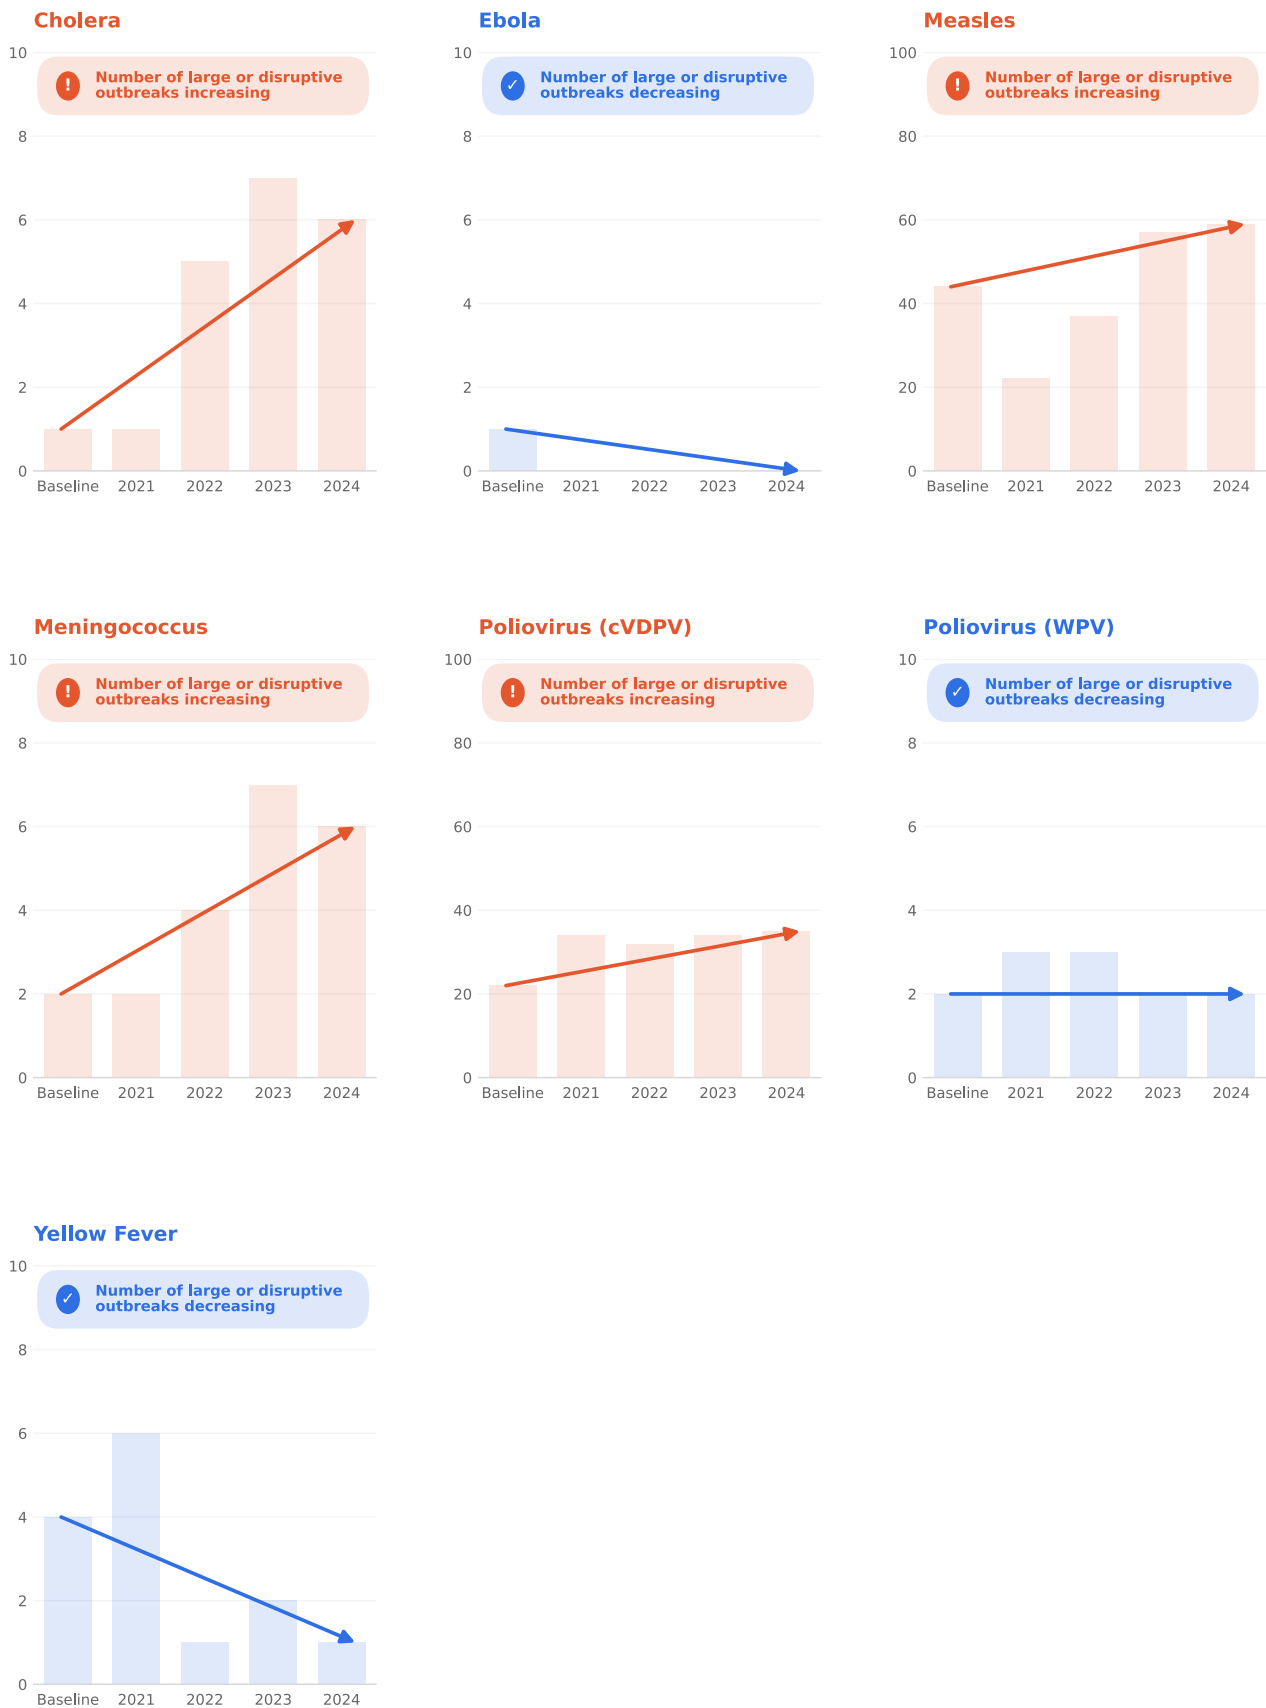 Cholera
10
! Number of large or disruptive
outbreaks increasing
8
6
4
2
0
Baseline 2021 2022 2023 2024
Ebola
10
✓ Number of large or disruptive
outbreaks decreasing
8
6
4
2
0
Baseline 2021 2022 2023 2024
Measles
100
! Number of large or disruptive
outbreaks increasing
80
60
40
20
0
Baseline 2021 2022 2023 2024
Meningococcus
10
! Number of large or disruptive
outbreaks increasing
8
6
4
2
0
Baseline 2021 2022 2023 2024
Poliovirus (cVDPV)
100
! Number of large or disruptive
outbreaks increasing
80
60
40
20
0
Baseline 2021 2022 2023 2024
Poliovirus (WPV)
10
✓ Number of large or disruptive
outbreaks decreasing
8
6
4
2
0
Baseline 2021 2022 2023 2024
Yellow Fever
10
✓ Number of large or disruptive
outbreaks decreasing
8
6
4
2
0
Baseline 2021 2022 2023 2024